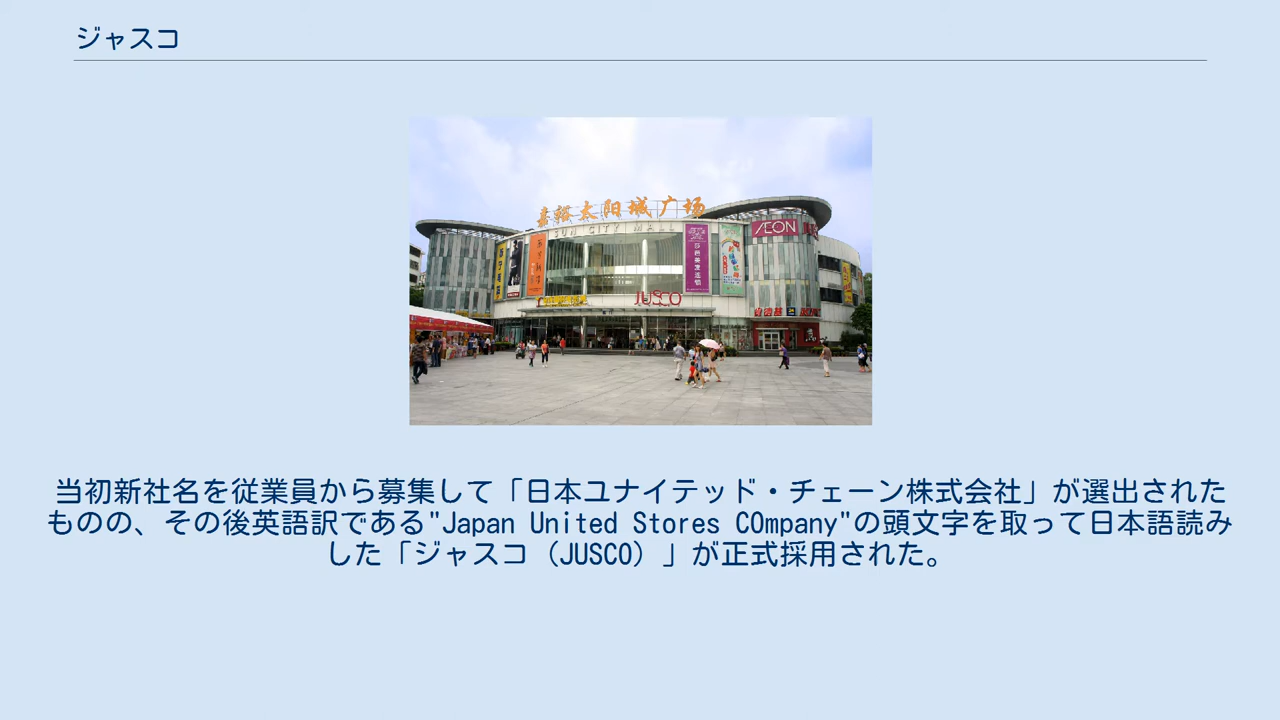 ジャスコ
嘉裕太阳城广场
SUN CITY MALL
AEON
JUSCO
当初新社名を従業員から募集して「日本ユナイテッド・チェーン株式会社」が選出された
ものの、その後英語訳である"Japan United Stores COmpany"の頭文字を取って日本語読み
した「ジャスコ（JUSCO）」が正式採用された。